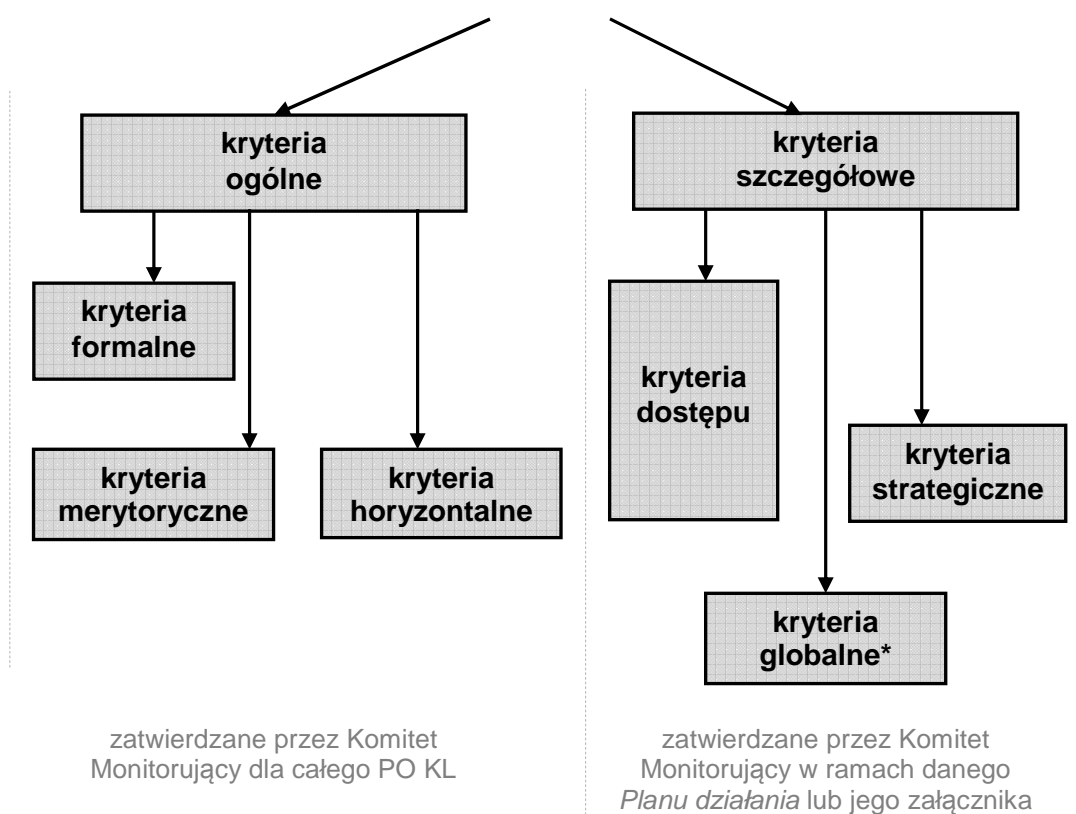 kryteria
ogólne
kryteria
formalne
kryteria
merytoryczne
kryteria
horyzontalne
zatwierdzane przez Komitet
Monitorujący dla całego PO KL
kryteria
szczegółowe
kryteria
dostępu
kryteria
strategiczne
kryteria
globalne*
zatwierdzane przez Komitet
Monitorujący w ramach danego
Planu działania lub jego załącznika